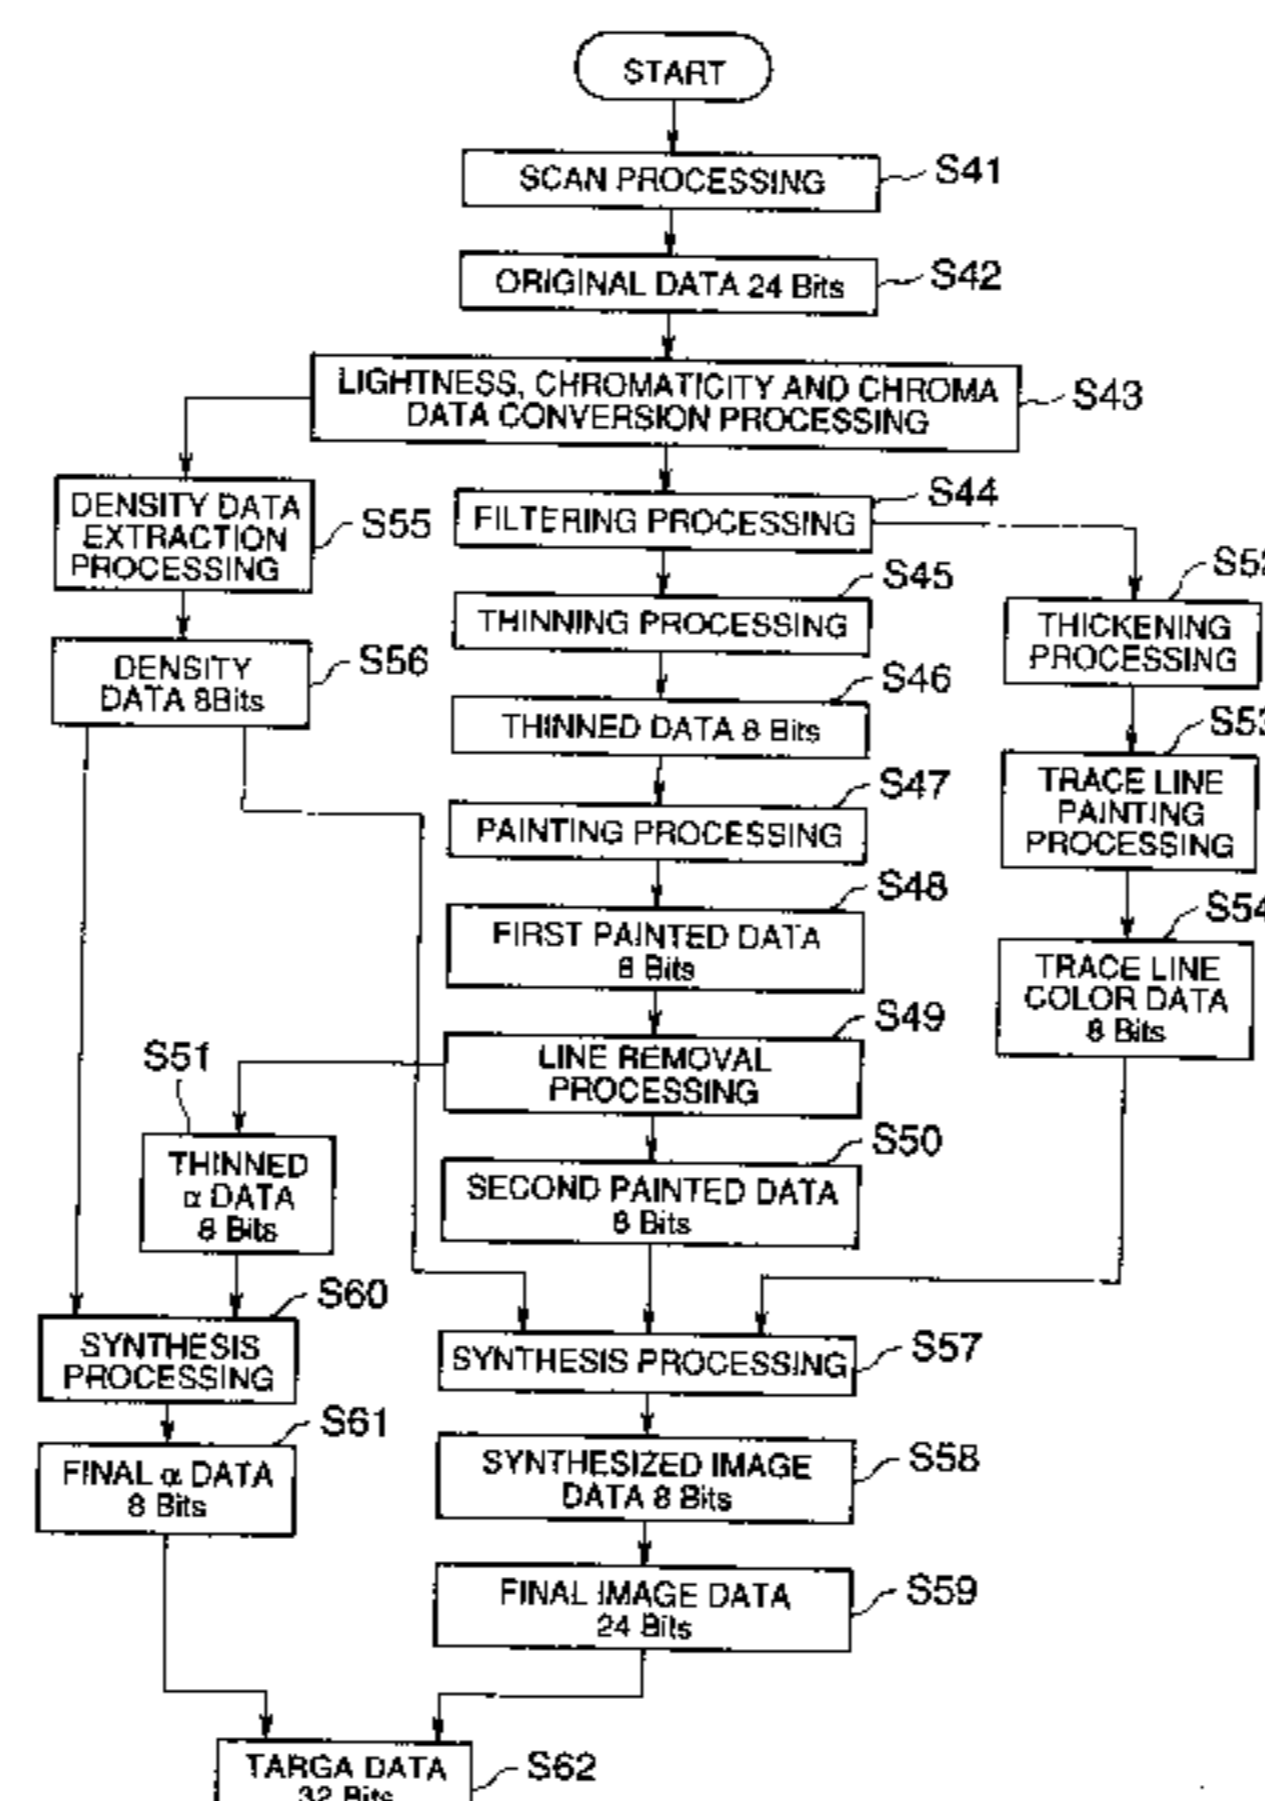 START
SCAN PROCESSING
S41
ORIGINAL DATA 24 Bits
S42
LIGHTNESS, CHROMATICITY AND CHROMA
DATA CONVERSION PROCESSING
S43
FILTERING PROCESSING
S44
DENSITY DATA
EXTRACTION
PROCESSING
S55
THINNING PROCESSING
S45
THICKENING
PROCESSING
S52
DENSITY
DATA 8Bits
S56
THINNED DATA 8 Bits
S46
TRACE LINE
PAINTING
PROCESSING
S53
PAINTING PROCESSING
S47
FIRST PAINTED DATA
8 Bits
S48
TRACE LINE
COLOR DATA
8 Bits
S54
LINE REMOVAL
PROCESSING
S49
S51
THINNED
α DATA
8 Bits
SECOND PAINTED DATA
8 Bits
S50
SYNTHESIS
PROCESSING
S60
SYNTHESIS PROCESSING
S57
FINAL α DATA
8 Bits
S61
SYNTHESIZED IMAGE
DATA 8 Bits
S58
FINAL IMAGE DATA
24 Bits
S59
TARGA DATA
32 Bits
S62